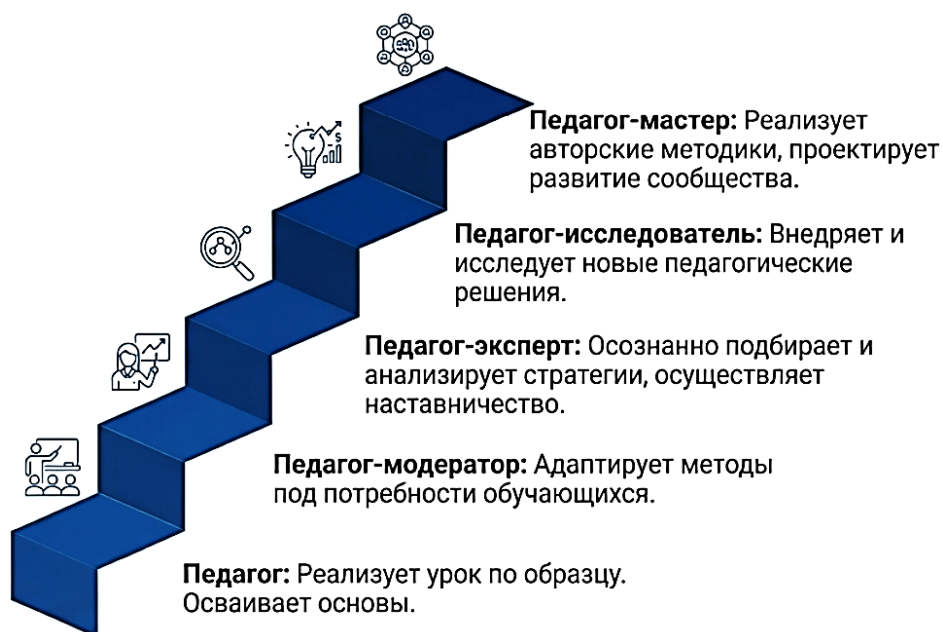 Педагог-мастер: Реализует
авторские методики, проектирует
развитие сообщества.
Педагог-исследователь: Внедряет и
исследует новые педагогические
решения.
Педагог-эксперт: Осознанно подбирает и
анализирует стратегии, осуществляет
наставничество.
Педагог-модератор: Адаптирует методы
под потребности обучающихся.
Педагог: Реализует урок по образцу.
Осваивает основы.